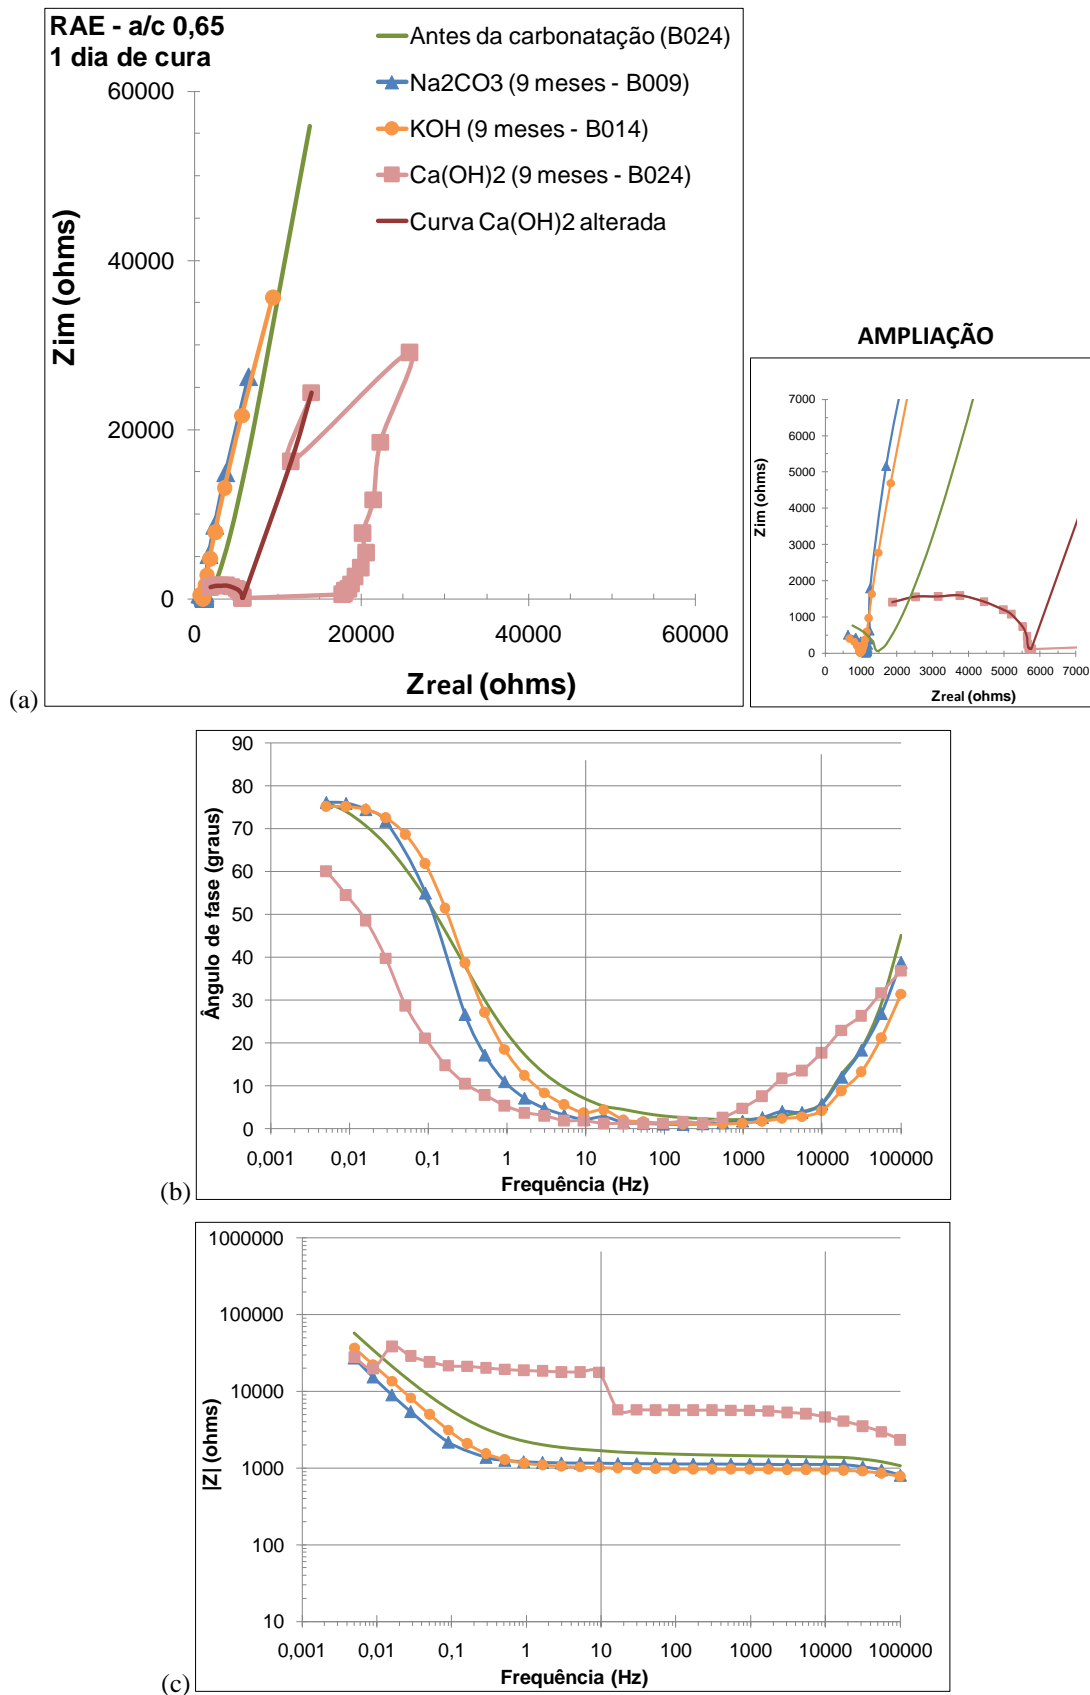 RAE - a/c 0,65
1 dia de cura
Antes da carbonatação (B024)
Na2CO3 (9 meses - B009)
KOH (9 meses - B014)
Ca(OH)2 (9 meses - B024)
Curva Ca(OH)2 alterada
60000
40000
20000
0
Zim (ohms)
0 20000 40000 60000
Zreal (ohms)
(a)
AMPLIAÇÃO
7000
6000
5000
4000
3000
2000
1000
0
Zim (ohms)
0 1000 2000 3000 4000 5000 6000 7000
Zreal (ohms)
90
80
70
60
50
40
30
20
10
0
Ângulo de fase (graus)
0,001 0,01 0,1 1 10 100 1000 10000 100000
Frequência (Hz)
(b)
1000000
100000
10000
1000
100
10
|Z| (ohms)
0,001 0,01 0,1 1 10 100 1000 10000 100000
Frequência (Hz)
(c)